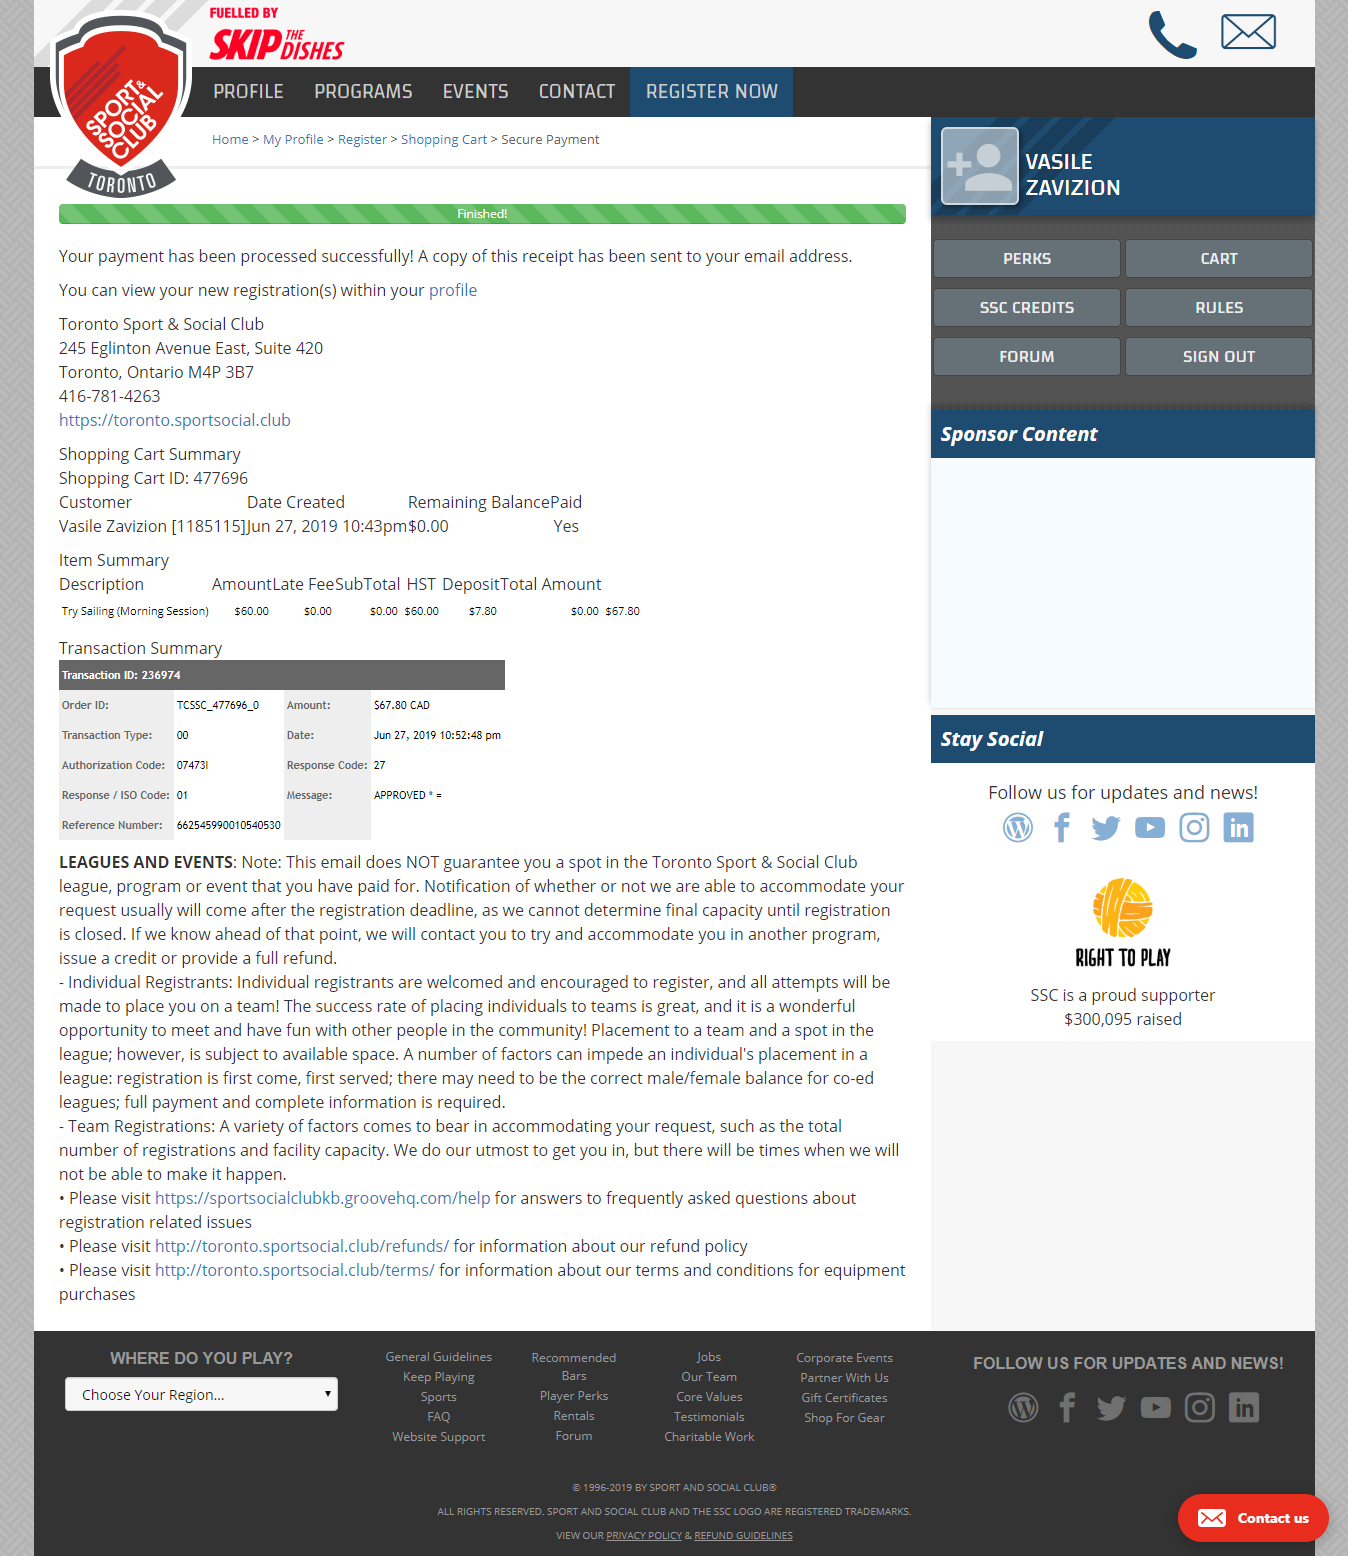 FUELLED BY
SKIP THE DISHES
SPORT & SOCIAL CLUB
TORONTO
PROFILE PROGRAMS EVENTS CONTACT REGISTER NOW
Home > My Profile > Register > Shopping Cart > Secure Payment
VASILE
ZAVIZION
Finished!
Your payment has been processed successfully! A copy of this receipt has been sent to your email address.
You can view your new registration(s) within your profile
Toronto Sport & Social Club
245 Eglinton Avenue East, Suite 420
Toronto, Ontario M4P 3B7
416-781-4263
https://toronto.sportsocial.club
Shopping Cart Summary
Shopping Cart ID: 477696
Customer Date Created Remaining Balance Paid
Vasile Zavizion [1185115] Jun 27, 2019 10:43pm $0.00 Yes
Item Summary
Description Amount Late Fee SubTotal HST Deposit Total Amount
Try Sailing (Morning Session) $60.00 $0.00 $0.00 $60.00 $7.80 $0.00 $67.80
Transaction Summary
Transaction ID: 236974
Order ID: TCSSC_477696_0 Amount: $67.80 CAD
Transaction Type: 00 Date: Jun 27, 2019 10:52:48 pm
Authorization Code: 07473I Response Code: 27
Response / ISO Code: 01 Message: APPROVED * =
Reference Number: 662545990010540530
LEAGUES AND EVENTS: Note: This email does NOT guarantee you a spot in the Toronto Sport & Social Club
league, program or event that you have paid for. Notification of whether or not we are able to accommodate your
request usually will come after the registration deadline, as we cannot determine final capacity until registration
is closed. If we know ahead of that point, we will contact you to try and accommodate you in another program,
issue a credit or provide a full refund.
- Individual Registrants: Individual registrants are welcomed and encouraged to register, and all attempts will be
made to place you on a team! The success rate of placing individuals to teams is great, and it is a wonderful
opportunity to meet and have fun with other people in the community! Placement to a team and a spot in the
league; however, is subject to available space. A number of factors can impede an individual's placement in a
league: registration is first come, first served; there may need to be the correct male/female balance for co-ed
leagues; full payment and complete information is required.
- Team Registrations: A variety of factors comes to bear in accommodating your request, such as the total
number of registrations and facility capacity. We do our utmost to get you in, but there will be times when we will
not be able to make it happen.
• Please visit https://sportsocialclubkb.groovehq.com/help for answers to frequently asked questions about
registration related issues
• Please visit http://toronto.sportsocial.club/refunds/ for information about our refund policy
• Please visit http://toronto.sportsocial.club/terms/ for information about our terms and conditions for equipment
purchases
PERKS CART
SSC CREDITS RULES
FORUM SIGN OUT
Sponsor Content
Stay Social
Follow us for updates and news!
RIGHT TO PLAY
SSC is a proud supporter
$300,095 raised
WHERE DO YOU PLAY?
Choose Your Region...
General Guidelines
Keep Playing
Sports
FAQ
Website Support
Recommended
Bars
Player Perks
Rentals
Forum
Jobs
Our Team
Core Values
Testimonials
Charitable Work
Corporate Events
Partner With Us
Gift Certificates
Shop For Gear
FOLLOW US FOR UPDATES AND NEWS!
© 1996-2019 BY SPORT AND SOCIAL CLUB®
ALL RIGHTS RESERVED. SPORT AND SOCIAL CLUB AND THE SSC LOGO ARE REGISTERED TRADEMARKS.
VIEW OUR PRIVACY POLICY & REFUND GUIDELINES
Contact us